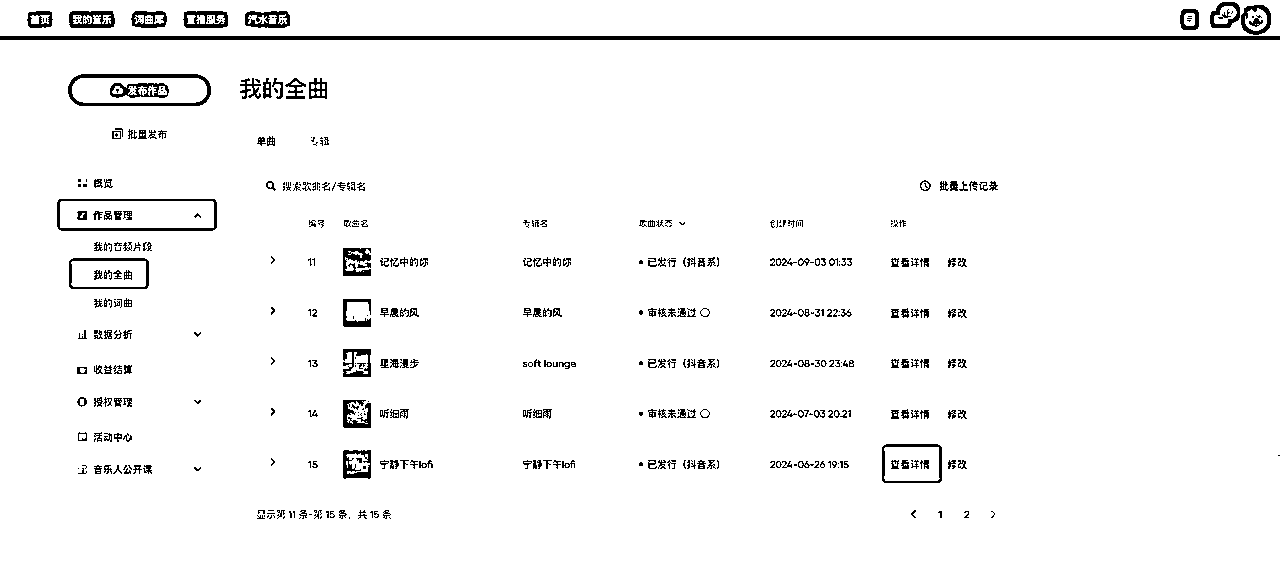 首页 我的音乐 词曲库 宣推服务 汽水音乐
发布作品
批量发布
概览
作品管理
我的音频片段
我的全曲
我的词曲
数据分析
收益结算
授权管理
活动中心
音乐人公开课
我的全曲
单曲 专辑
搜索歌曲名/专辑名 批量上传记录
编号 歌曲名 专辑名 歌曲状态 创建时间 操作
11 记忆中的你 记忆中的你 已发行（抖音系） 2024-09-03 01:33 查看详情 修改
12 早晨的风 早晨的风 审核未通过 2024-08-31 22:36 查看详情 修改
13 星海漫步 soft lounge 已发行（抖音系） 2024-08-30 23:48 查看详情 修改
14 听细雨 听细雨 审核未通过 2024-07-03 20:21 查看详情 修改
15 宁静下午lofi 宁静下午lofi 已发行（抖音系） 2024-06-26 19:15 查看详情 修改
显示第 11 条-第 15 条，共 15 条 1 2